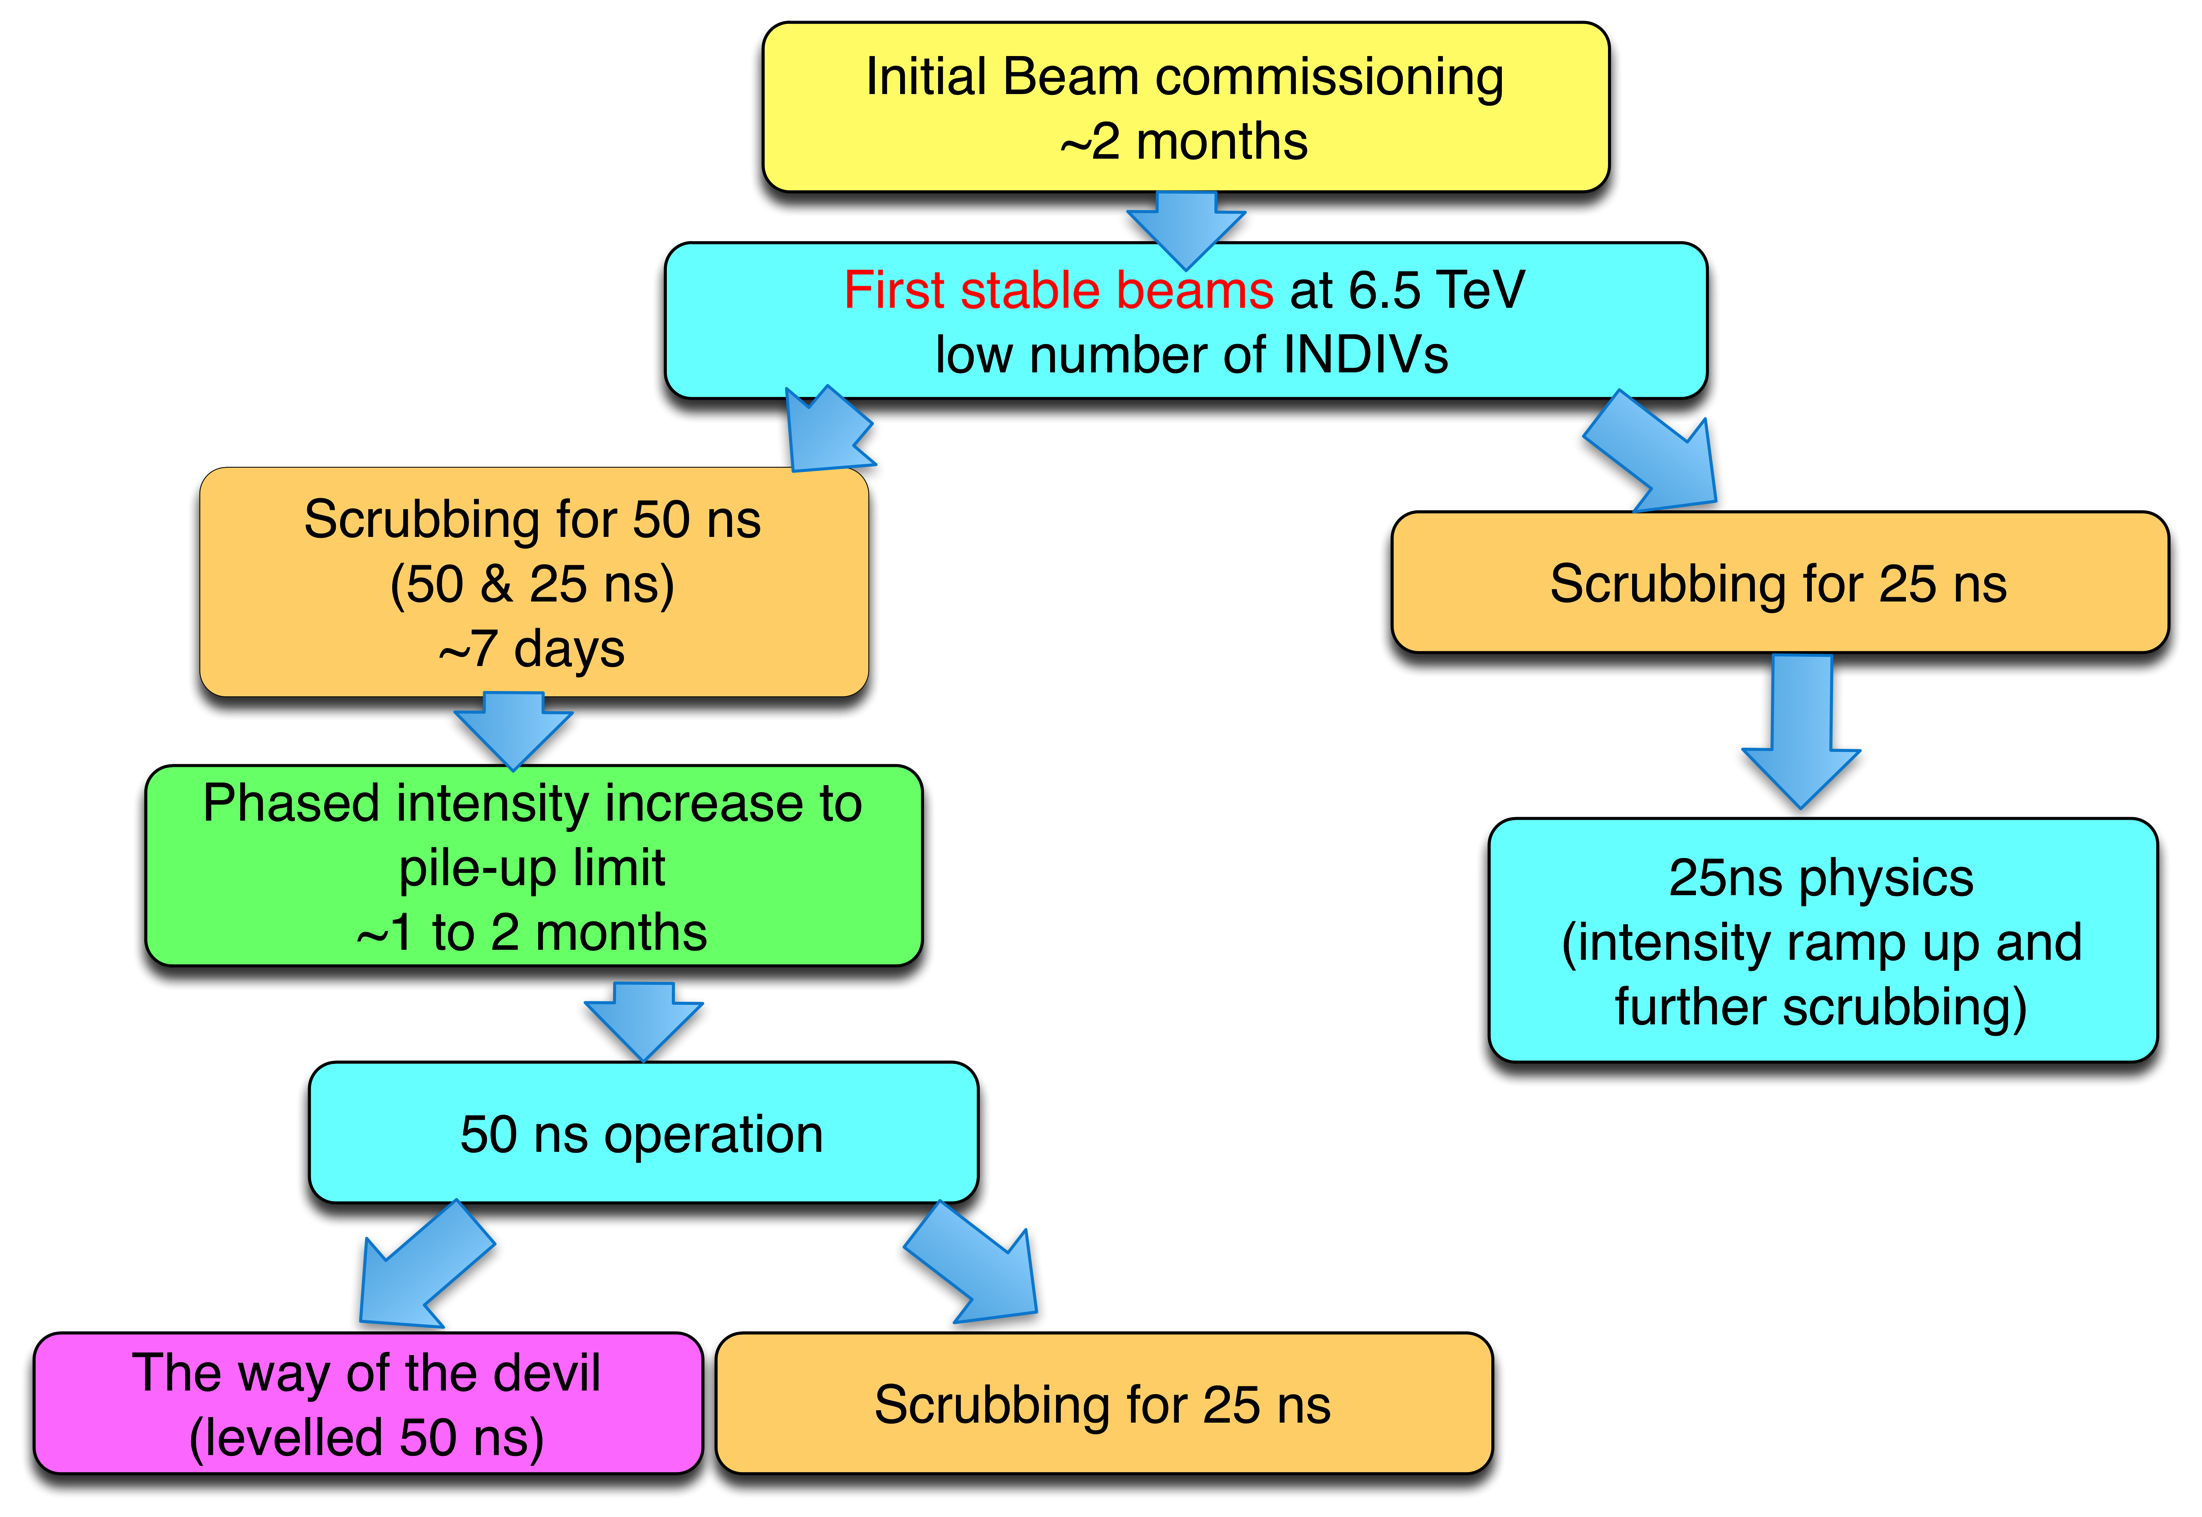 Initial Beam commissioning
~2 months
First stable beams at 6.5 TeV
low number of INDIVs
Scrubbing for 50 ns
(50 & 25 ns)
~7 days
Scrubbing for 25 ns
Phased intensity increase to
pile-up limit
~1 to 2 months
25ns physics
(intensity ramp up and
further scrubbing)
50 ns operation
The way of the devil
(levelled 50 ns)
Scrubbing for 25 ns